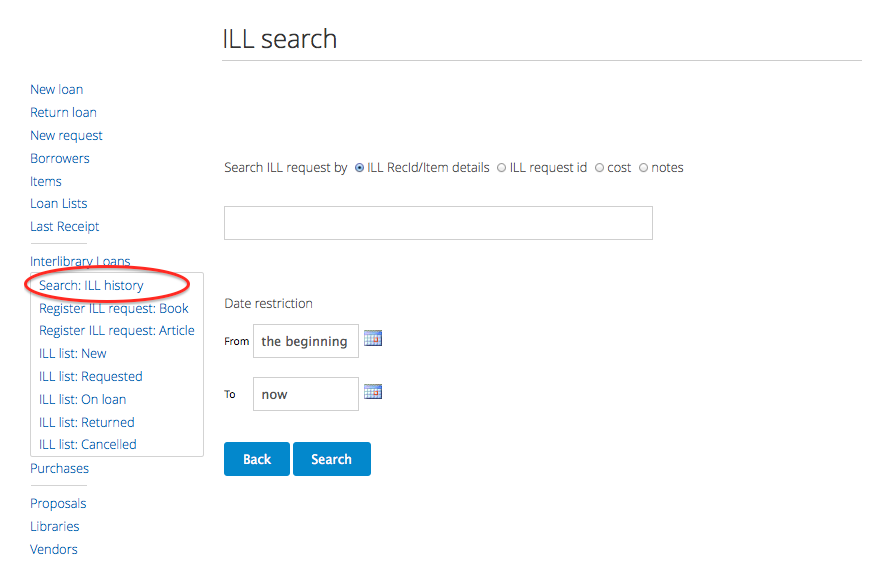 ILL search
New loan
Return loan
New request
Borrowers
Items
Loan Lists
Last Receipt
Interlibrary Loans
Search: ILL history
Register ILL request: Book
Register ILL request: Article
ILL list: New
ILL list: Requested
ILL list: On loan
ILL list: Returned
ILL list: Cancelled
Purchases
Proposals
Libraries
Vendors
Search ILL request by ILL RecId/Item details ILL request id cost notes
Date restriction
From the beginning
To now
Back Search